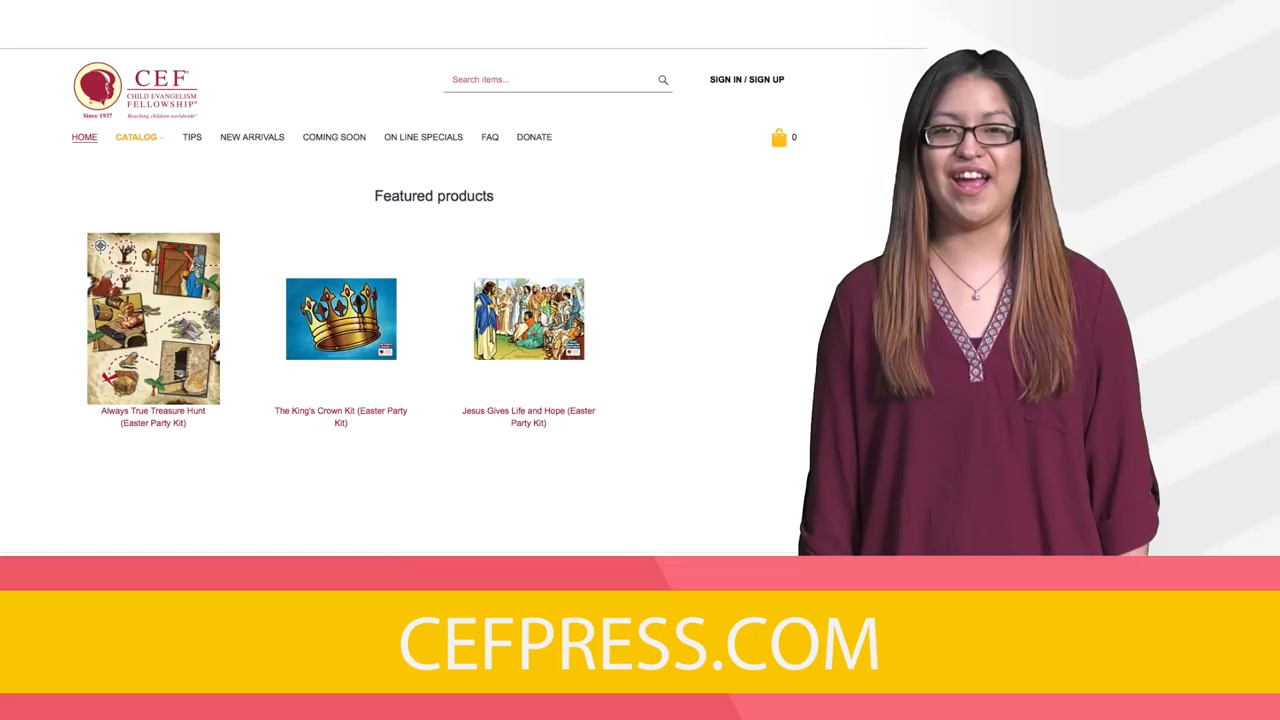 CEF®
CHILD EVANGELISM
FELLOWSHIP®
Since 1937
Reaching children worldwide
Search items...
SIGN IN / SIGN UP
HOME
CATALOG
TIPS
NEW ARRIVALS
COMING SOON
ON LINE SPECIALS
FAQ
DONATE
0
Featured products
Always True Treasure Hunt
(Easter Party Kit)
The King's Crown Kit (Easter Party
Kit)
Jesus Gives Life and Hope (Easter
Party Kit)
CEFPRESS.COM